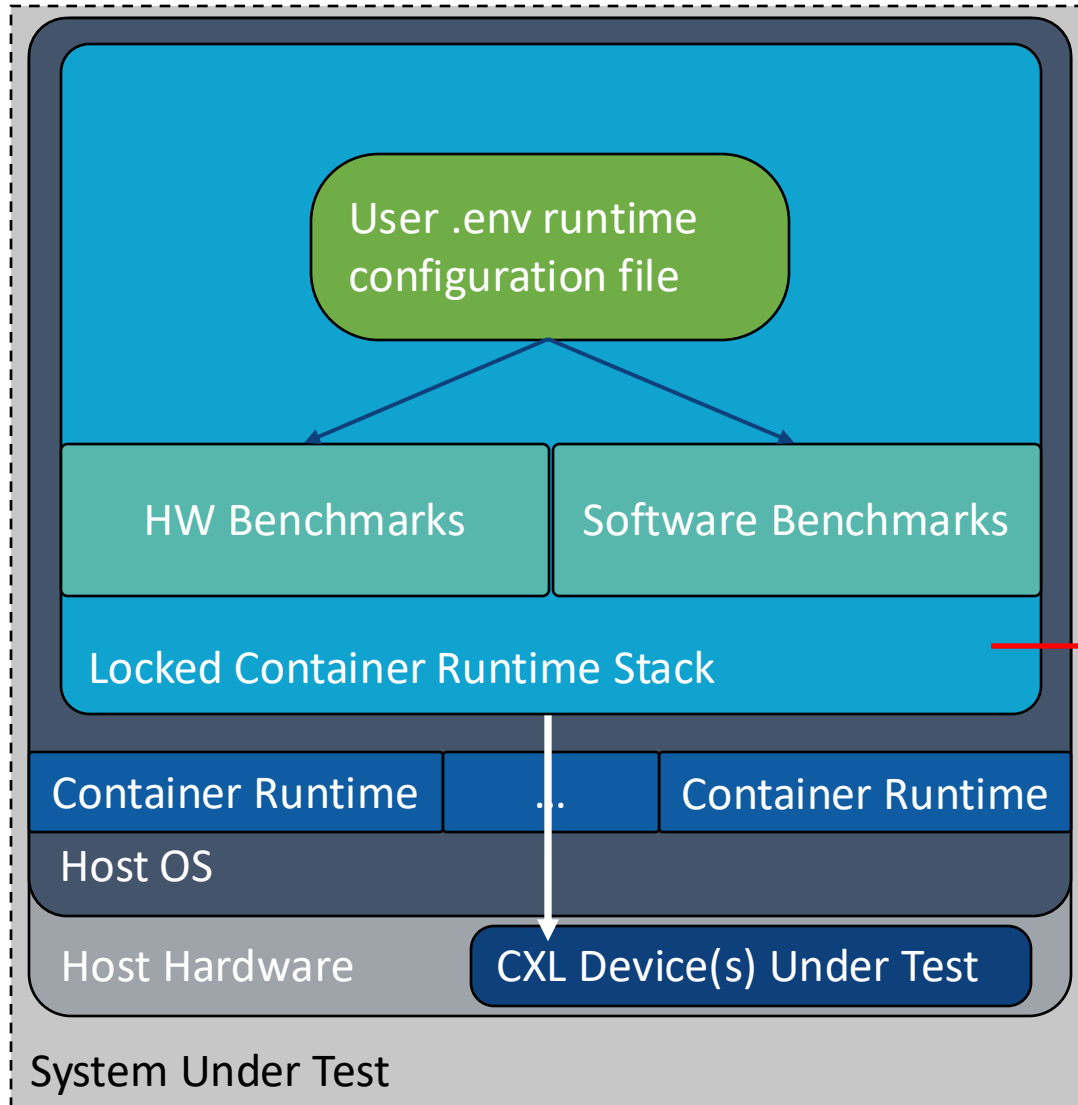 User .env runtime
configuration file
HW Benchmarks
Software Benchmarks
Locked Container Runtime Stack
Container Runtime
...
Container Runtime
Host OS
Host Hardware
CXL Device(s) Under Test
System Under Test